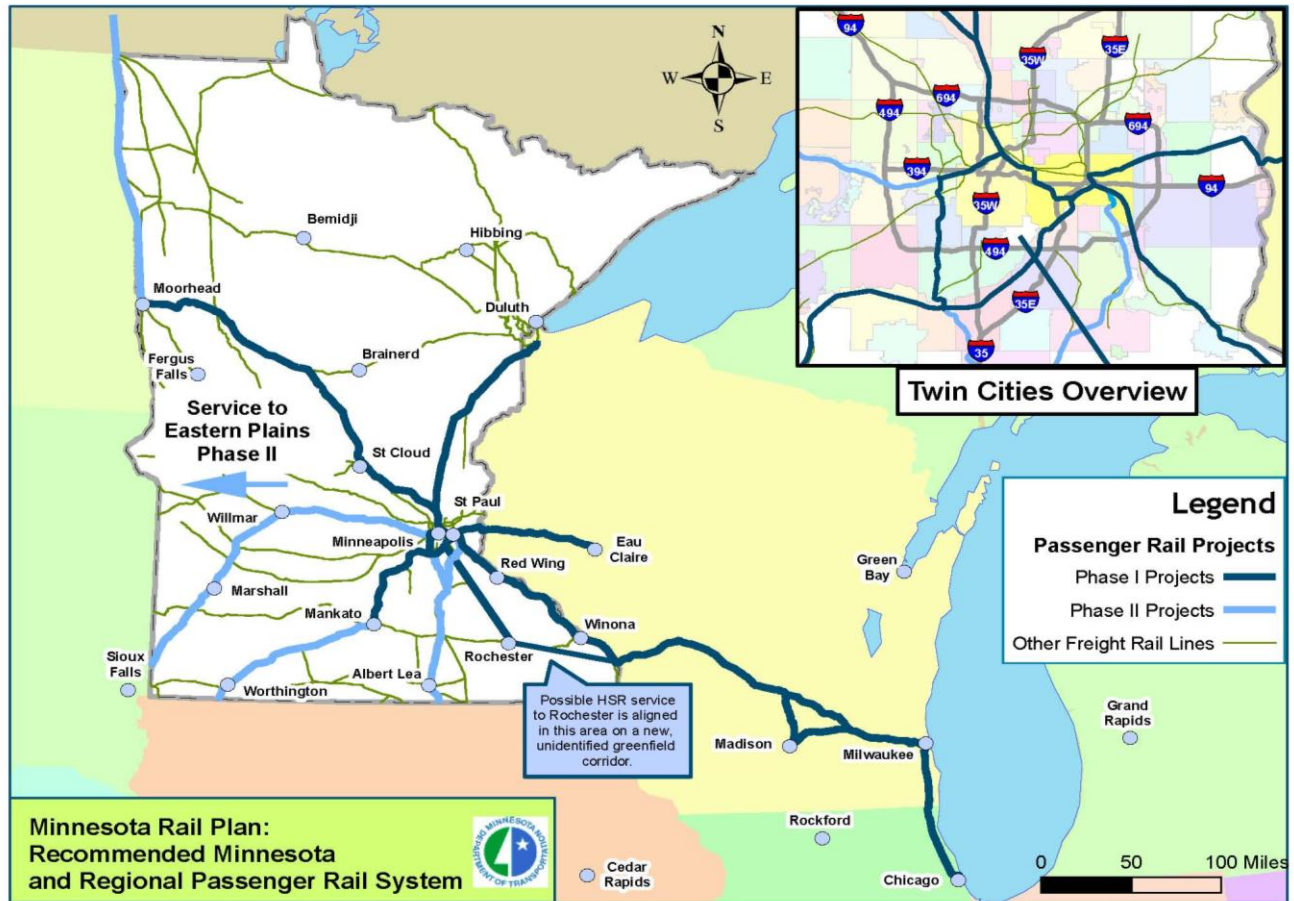 N
W E
S
Bemidji
Hibbing
Moorhead
Duluth
Brainerd
Fergus
Falls
Service to
Eastern Plains
Phase II
St Cloud
St Paul
Willmar
Minneapolis
Eau
Claire
Red Wing
Marshall
Mankato
Winona
Rochester
Sioux
Falls
Worthington
Albert Lea
Possible HSR service
to Rochester is aligned
in this area on a new,
unidentified greenfield
corridor.
Green
Bay
Madison
Milwaukee
Grand
Rapids
Rockford
Cedar
Rapids
Chicago
94
35W
35E
694
494
694
394
94
35W
494
35E
35
Twin Cities Overview
Legend
Passenger Rail Projects
Phase I Projects
Phase II Projects
Other Freight Rail Lines
0 50 100 Miles
Minnesota Rail Plan:
Recommended Minnesota
and Regional Passenger Rail System
MINNESOTA DEPARTMENT OF TRANSPORTATION